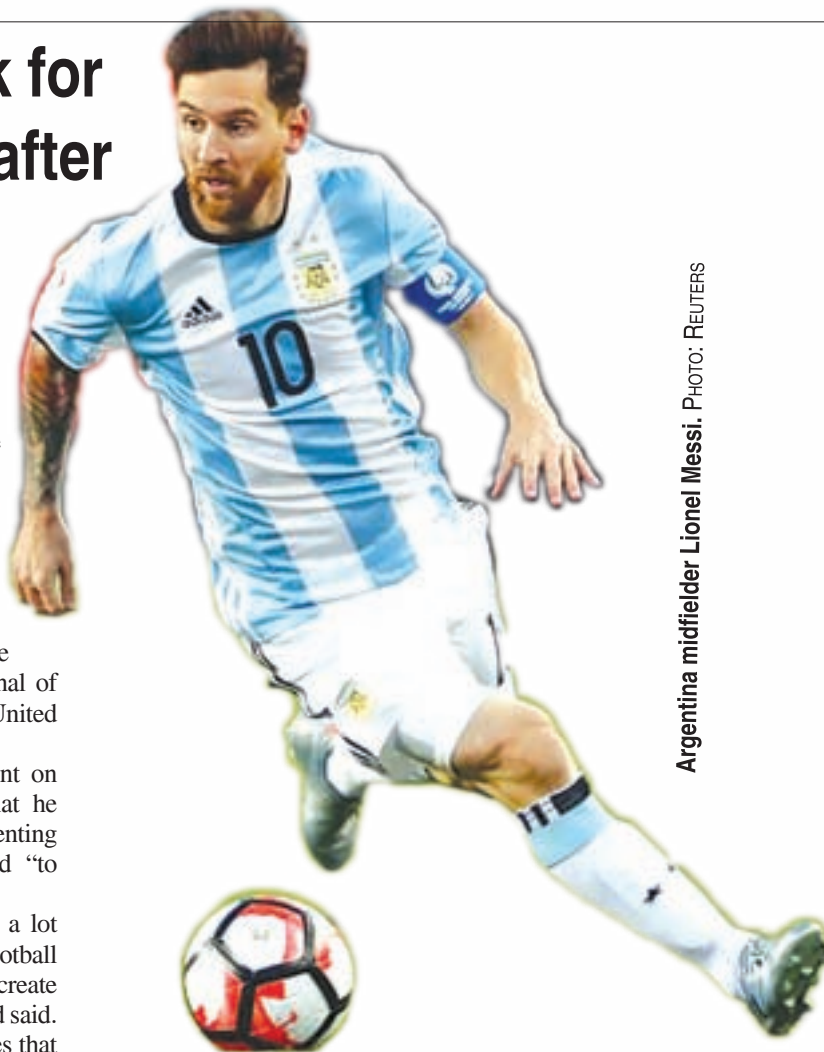 k for
after
10
adidas
Argentina midfielder Lionel Messi. PHOTO: REUTERS
e
nal of
United
nt on
at he
enting
d “to
a lot
otball
create
d said.
es that